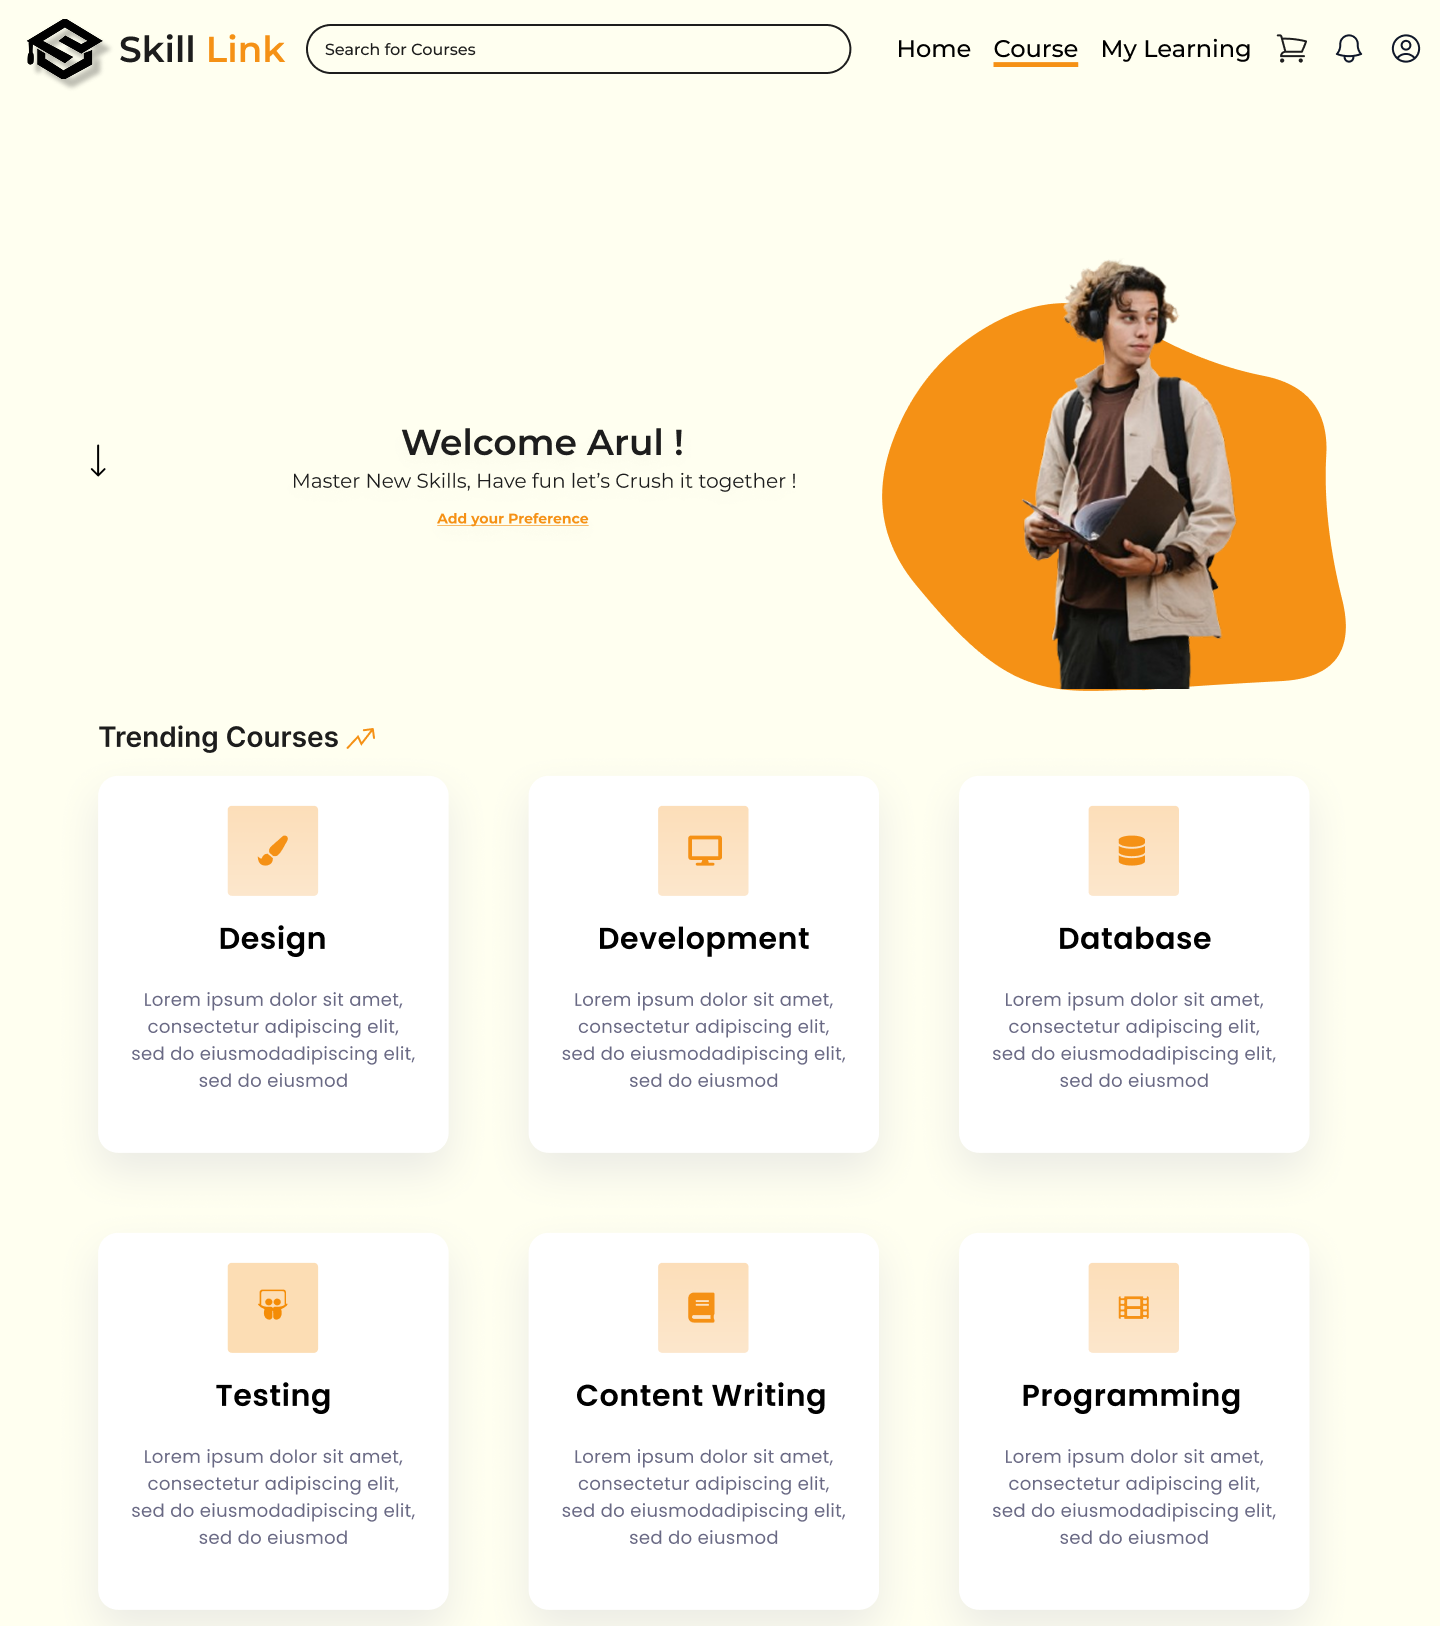 Skill Link
Search for Courses
Home Course My Learning
Welcome Arul !
Master New Skills, Have fun let’s Crush it together !
Add your Preference
Trending Courses
Design
Lorem ipsum dolor sit amet,
consectetur adipiscing elit,
sed do eiusmodadipiscing elit,
sed do eiusmod
Development
Lorem ipsum dolor sit amet,
consectetur adipiscing elit,
sed do eiusmodadipiscing elit,
sed do eiusmod
Database
Lorem ipsum dolor sit amet,
consectetur adipiscing elit,
sed do eiusmodadipiscing elit,
sed do eiusmod
Testing
Lorem ipsum dolor sit amet,
consectetur adipiscing elit,
sed do eiusmodadipiscing elit,
sed do eiusmod
Content Writing
Lorem ipsum dolor sit amet,
consectetur adipiscing elit,
sed do eiusmodadipiscing elit,
sed do eiusmod
Programming
Lorem ipsum dolor sit amet,
consectetur adipiscing elit,
sed do eiusmodadipiscing elit,
sed do eiusmod